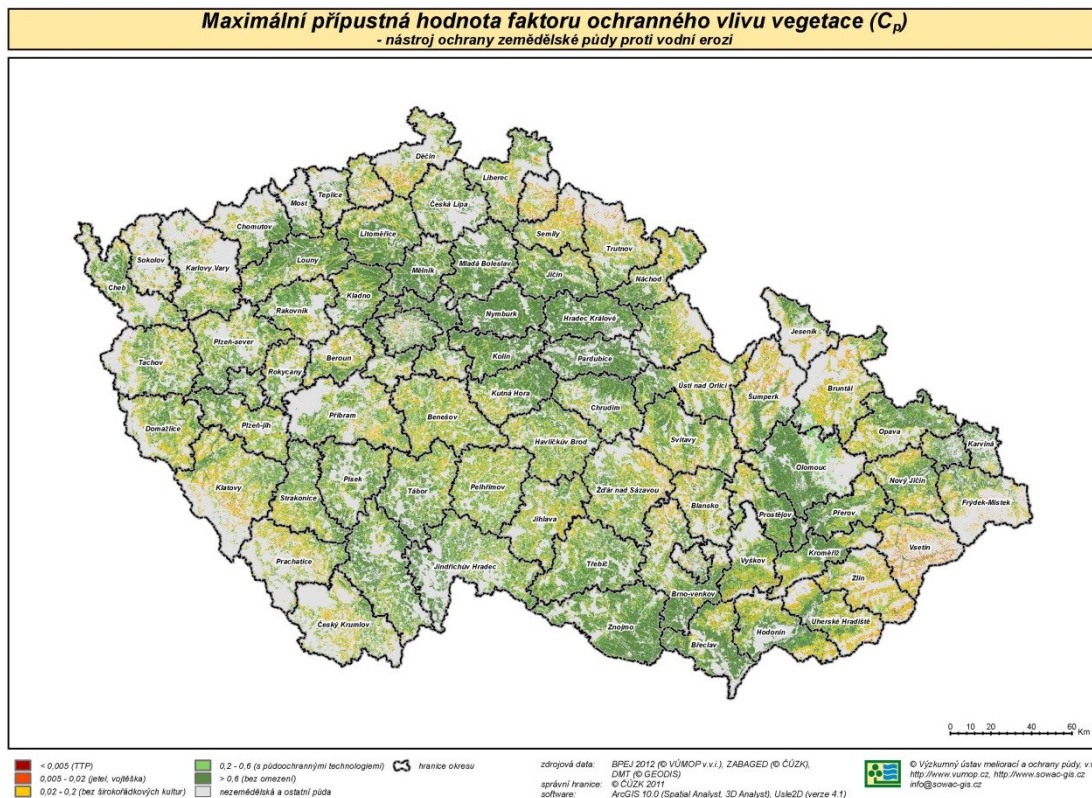 Maximální přípustná hodnota faktoru ochranného vlivu vegetace (Cp)
- nástroj ochrany zemědělské půdy proti vodní erozi
Děčín
Liberec
Teplice
Most
Česká Lípa
Chomutov
Litoměřice
Semily
Trutnov
Sokolov
Karlovy Vary
Louny
Mělník
Mladá Boleslav
Jičín
Náchod
Cheb
Kladno
Rakovník
Nymburk
Hradec Králové
Jeseník
Plzeň-sever
Beroun
Tachov
Rokycany
Kolín
Pardubice
Ústí nad Orlicí
Šumperk
Bruntál
Kutná Hora
Chrudim
Příbram
Benešov
Domažlice
Plzeň-jih
Opava
Karviná
Havlíčkův Brod
Svitavy
Olomouc
Nový Jičín
Klatovy
Písek
Tábor
Pelhřimov
Žďár nad Sázavou
Blansko
Frýdek-Místek
Strakonice
Prostějov
Přerov
Jihlava
Vsetín
Prachatice
Jindřichův Hradec
Třebíč
Vyškov
Kroměříž
Zlín
Brno-venkov
Český Krumlov
Znojmo
Uherské Hradiště
Hodonín
Břeclav
0 10 20 40 60
Km
< 0,005 (TTP)
0,005 - 0,02 (jetel, vojtěška)
0,02 - 0,2 (bez širokořádkových kultur)
0,2 - 0,6 (s půdoochrannými technologiemi)
> 0,6 (bez omezení)
nezemědělská a ostatní půda
hranice okresu
zdrojová data: BPEJ 2012 (© VÚMOP v.v.i.), ZABAGED (© ČÚZK),
DMT (© GEODIS)
správní hranice: © ČÚZK 2011
software: ArcGIS 10.0 (Spatial Analyst, 3D Analyst), Usle2D (verze 4.1)
© Výzkumný ústav meliorací a ochrany půdy, v.v
http://www.vumop.cz, http://www.sowac-gis.cz
info@sowac-gis.cz